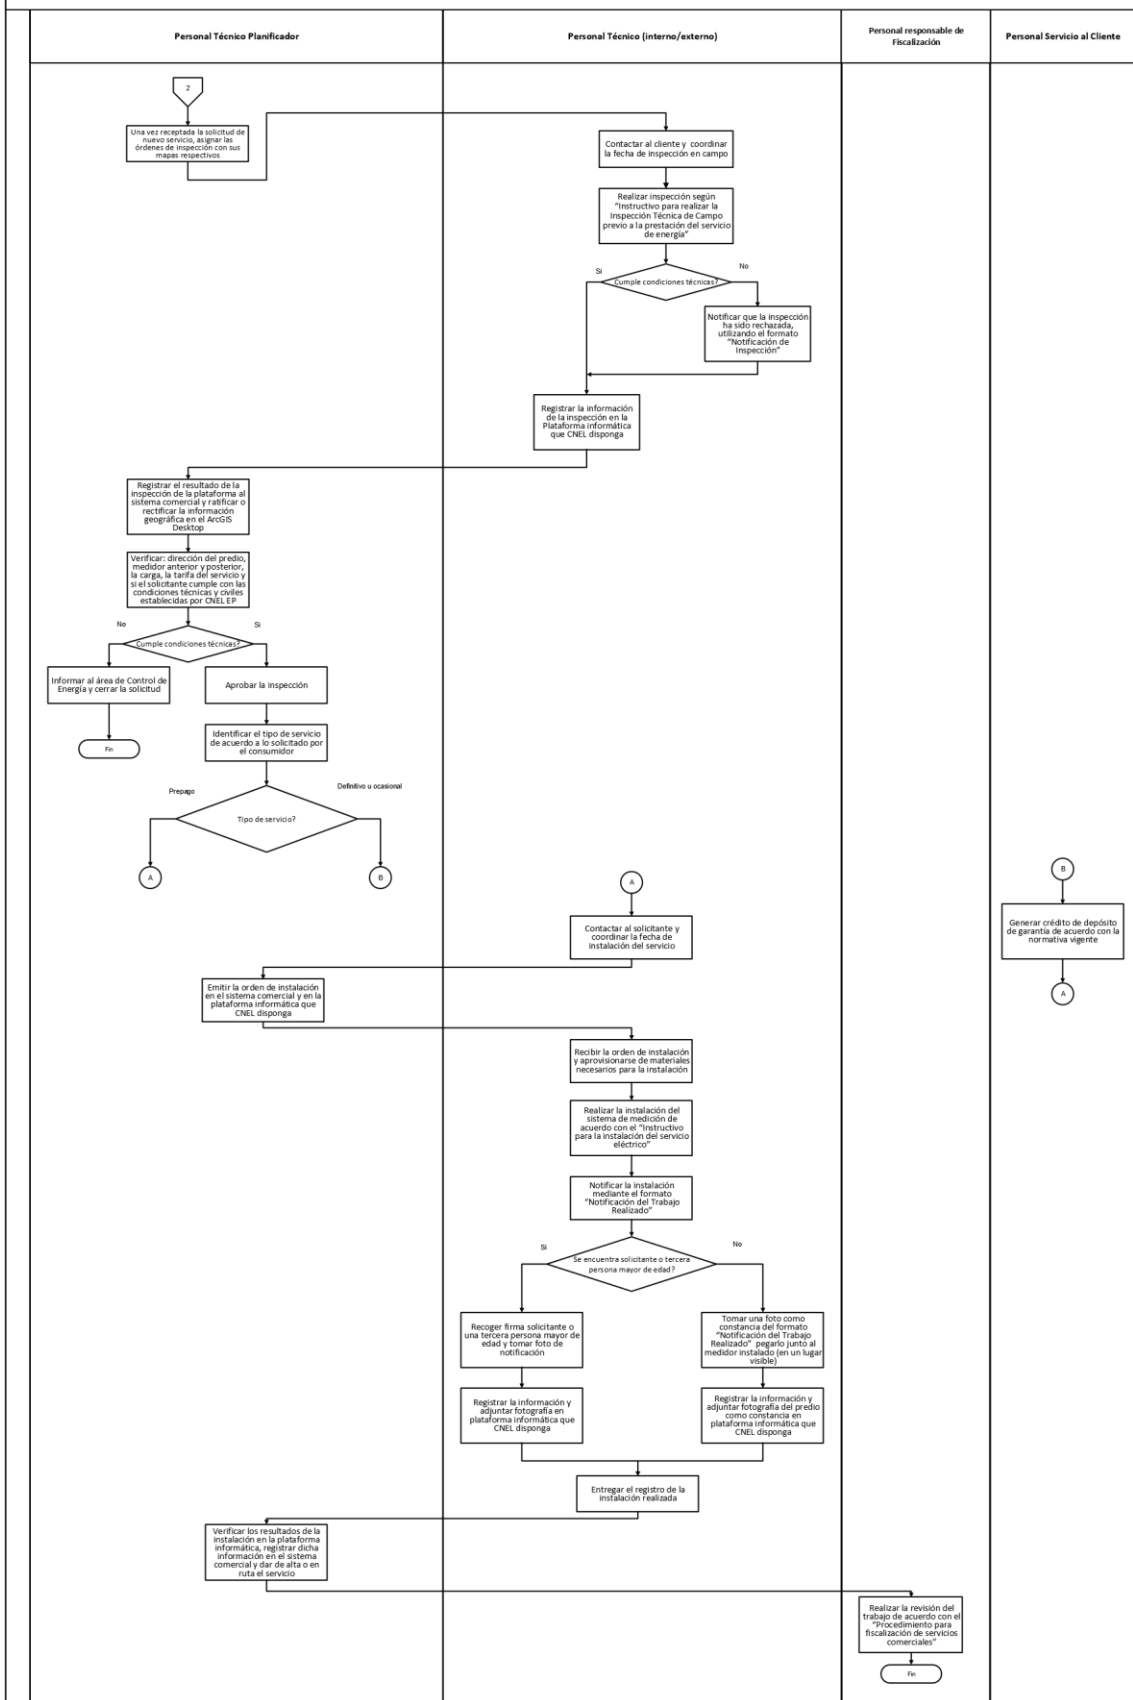 Personal Técnico Planificador
Personal Técnico (interno/externo)
Personal responsable de
Fiscalización
Personal Servicio al Cliente
2
Una vez receptada la solicitud de
nuevo servicio, asignar las
órdenes de inspección con sus
mapas respectivos
Contactar al cliente y coordinar
la fecha de inspección en campo
Realizar inspección según
"Instructivo para realizar la
Inspección Técnica de Campo
previo a la prestación del servicio
de energía"
Si
No
Cumple condiciones técnicas?
Notificar que la inspección
ha sido rechazada,
utilizando el formato
"Notificación de
Inspección"
Registrar la información
de la inspección en la
Plataforma informática
que CNEL disponga
Registrar el resultado de la
inspección de la plataforma al
sistema comercial y ratificar o
rectificar la información
geográfica en el ArcGIS
Desktop
Verificar: dirección del predio,
medidor anterior y posterior,
la carga, la tarifa del servicio y
si el solicitante cumple con las
condiciones técnicas y civiles
establecidas por CNEL EP
No
Si
Cumple condiciones técnicas?
Informar al área de Control de
Energía y cerrar la solicitud
Aprobar la inspección
Fin
Identificar el tipo de servicio
de acuerdo a lo solicitado por
el consumidor
Prepago
Definitivo u ocasional
Tipo de servicio?
A
B
A
B
Contactar al solicitante y
coordinar la fecha de
instalación del servicio
Generar crédito de depósito
de garantía de acuerdo con la
normativa vigente
A
Emitir la orden de instalación
en el sistema comercial y en la
plataforma informática que
CNEL disponga
Recibir la orden de instalación
y aprovisionarse de materiales
necesarios para la instalación
Realizar la instalación del
sistema de medición de
acuerdo con el "Instructivo
para la instalación del servicio
eléctrico"
Notificar la instalación
mediante el formato
"Notificación del Trabajo
Realizado"
Si
No
Se encuentra solicitante o tercera
persona mayor de edad?
Recoger firma solicitante o
una tercera persona mayor de
edad y tomar foto de
notificación
Tomar una foto como
constancia del formato
"Notificación del Trabajo
Realizado" pegarlo junto al
medidor instalado (en un lugar
visible)
Registrar la información y
adjuntar fotografía en
plataforma informática que
CNEL disponga
Registrar la información y
adjuntar fotografía del predio
como constancia en
plataforma informática que
CNEL disponga
Entregar el registro de la
instalación realizada
Verificar los resultados de la
instalación en la plataforma
informática, registrar dicha
información en el sistema
comercial y dar de alta o en
ruta el servicio
Realizar la revisión del
trabajo de acuerdo con el
"Procedimiento para
fiscalización de servicios
comerciales"
Fin